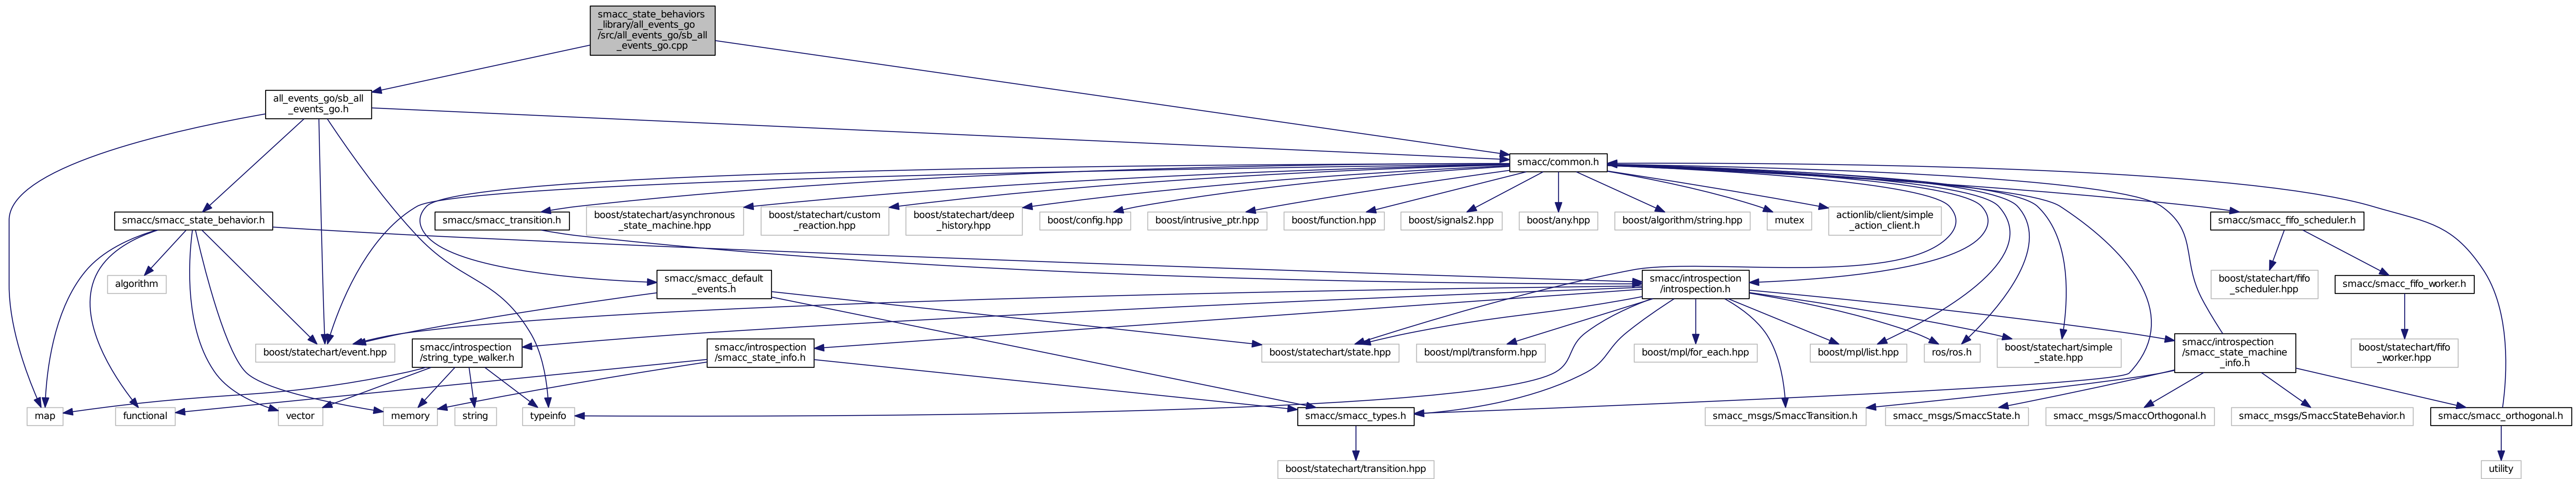 smacc_state_behaviors
_library/all_events_go
/src/all_events_go/sb_all
_events_go.cpp
all_events_go/sb_all
_events_go.h
smacc/common.h
smacc/smacc_state_behavior.h
smacc/smacc_transition.h
boost/statechart/asynchronous
_state_machine.hpp
boost/statechart/custom
_reaction.hpp
boost/statechart/deep
_history.hpp
boost/config.hpp
boost/intrusive_ptr.hpp
boost/function.hpp
boost/signals2.hpp
boost/any.hpp
boost/algorithm/string.hpp
mutex
actionlib/client/simple
_action_client.h
smacc/smacc_fifo_scheduler.h
algorithm
smacc/smacc_default
_events.h
smacc/introspection
/introspection.h
boost/statechart/fifo
_scheduler.hpp
smacc/smacc_fifo_worker.h
boost/statechart/event.hpp
smacc/introspection
/string_type_walker.h
smacc/introspection
/smacc_state_info.h
boost/statechart/state.hpp
boost/mpl/transform.hpp
boost/mpl/for_each.hpp
boost/mpl/list.hpp
ros/ros.h
boost/statechart/simple
_state.hpp
smacc/introspection
/smacc_state_machine
_info.h
boost/statechart/fifo
_worker.hpp
map
functional
vector
memory
string
typeinfo
smacc/smacc_types.h
smacc_msgs/SmaccTransition.h
smacc_msgs/SmaccState.h
smacc_msgs/SmaccOrthogonal.h
smacc_msgs/SmaccStateBehavior.h
smacc/smacc_orthogonal.h
boost/statechart/transition.hpp
utility